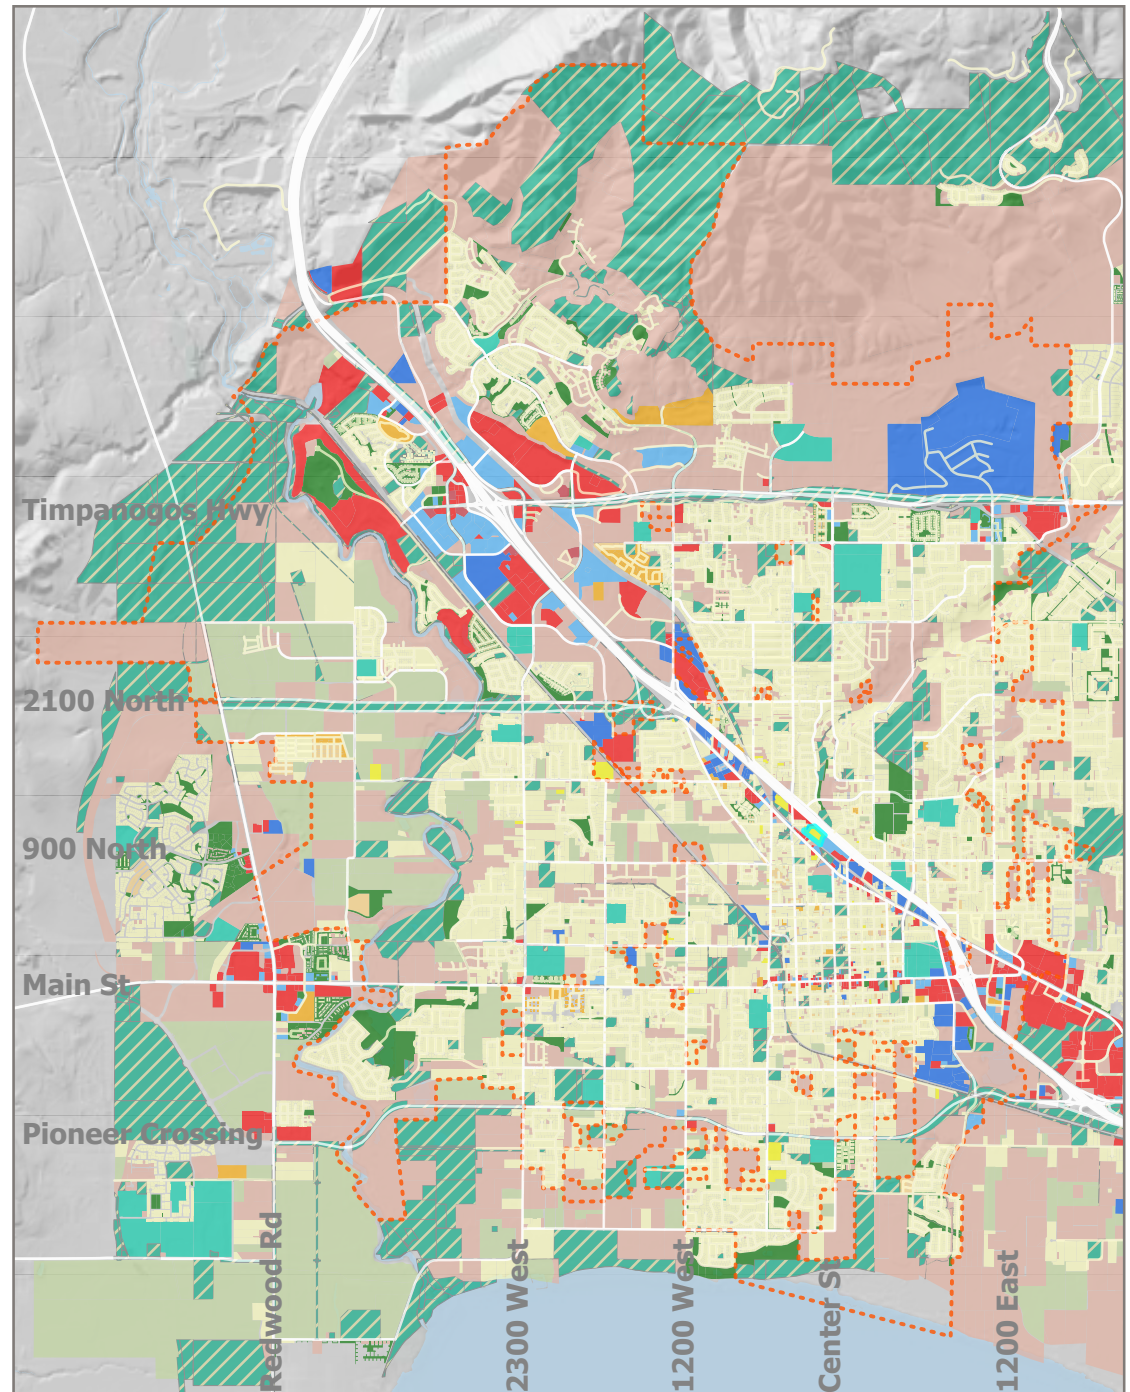 Timpanogos Hwy
2100 North
900 North
Main St
Pioneer Crossing
Redwood Rd
2300 West
1200 West
Center St
1200 East